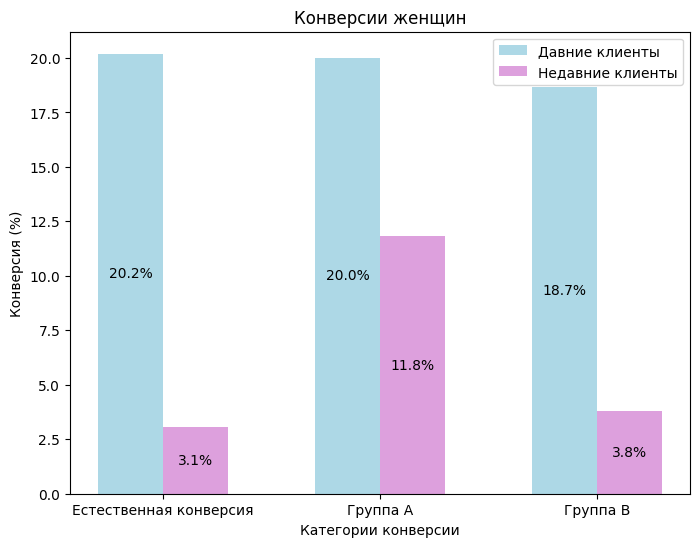 Конверсии женщин
Давние клиенты
Недавние клиенты
Конверсия (%)
20.0
17.5
15.0
12.5
10.0
7.5
5.0
2.5
0.0
20.2%
3.1%
20.0%
11.8%
18.7%
3.8%
Естественная конверсия
Группа A
Группа B
Категории конверсии